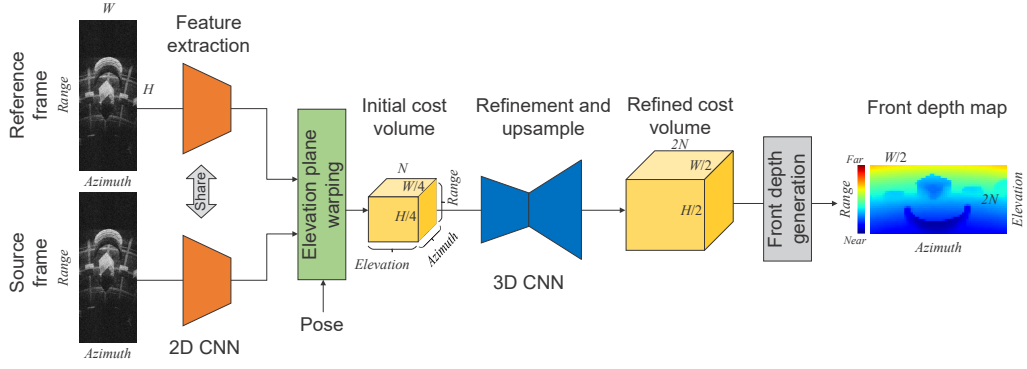 W
Reference
frame
Range
H
Azimuth
Feature
extraction
Share
Source
frame
Range
Azimuth
2D CNN
Elevation plane
warping
Pose
Initial cost
volume
N
W/4
H/4
Range
Azimuth
Elevation
Refinement and
upsample
3D CNN
Refined cost
volume
2N
W/2
H/2
Front depth
generation
Front depth map
Far
Range
Near
W/2
2N
Elevation
Azimuth